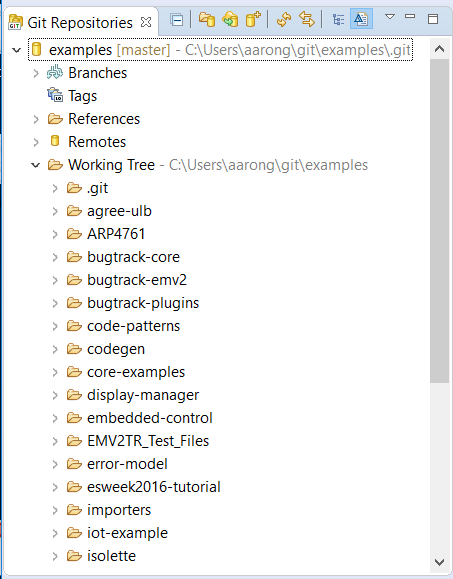 Git Repositories
examples [master] - C:\Users\aarong\git\examples\.git
Branches
Tags
References
Remotes
Working Tree - C:\Users\aarong\git\examples
.git
agree-ulb
ARP4761
bugtrack-core
bugtrack-emv2
bugtrack-plugins
code-patterns
codegen
core-examples
display-manager
embedded-control
EMV2TR_Test_Files
error-model
esweek2016-tutorial
importers
iot-example
isolette